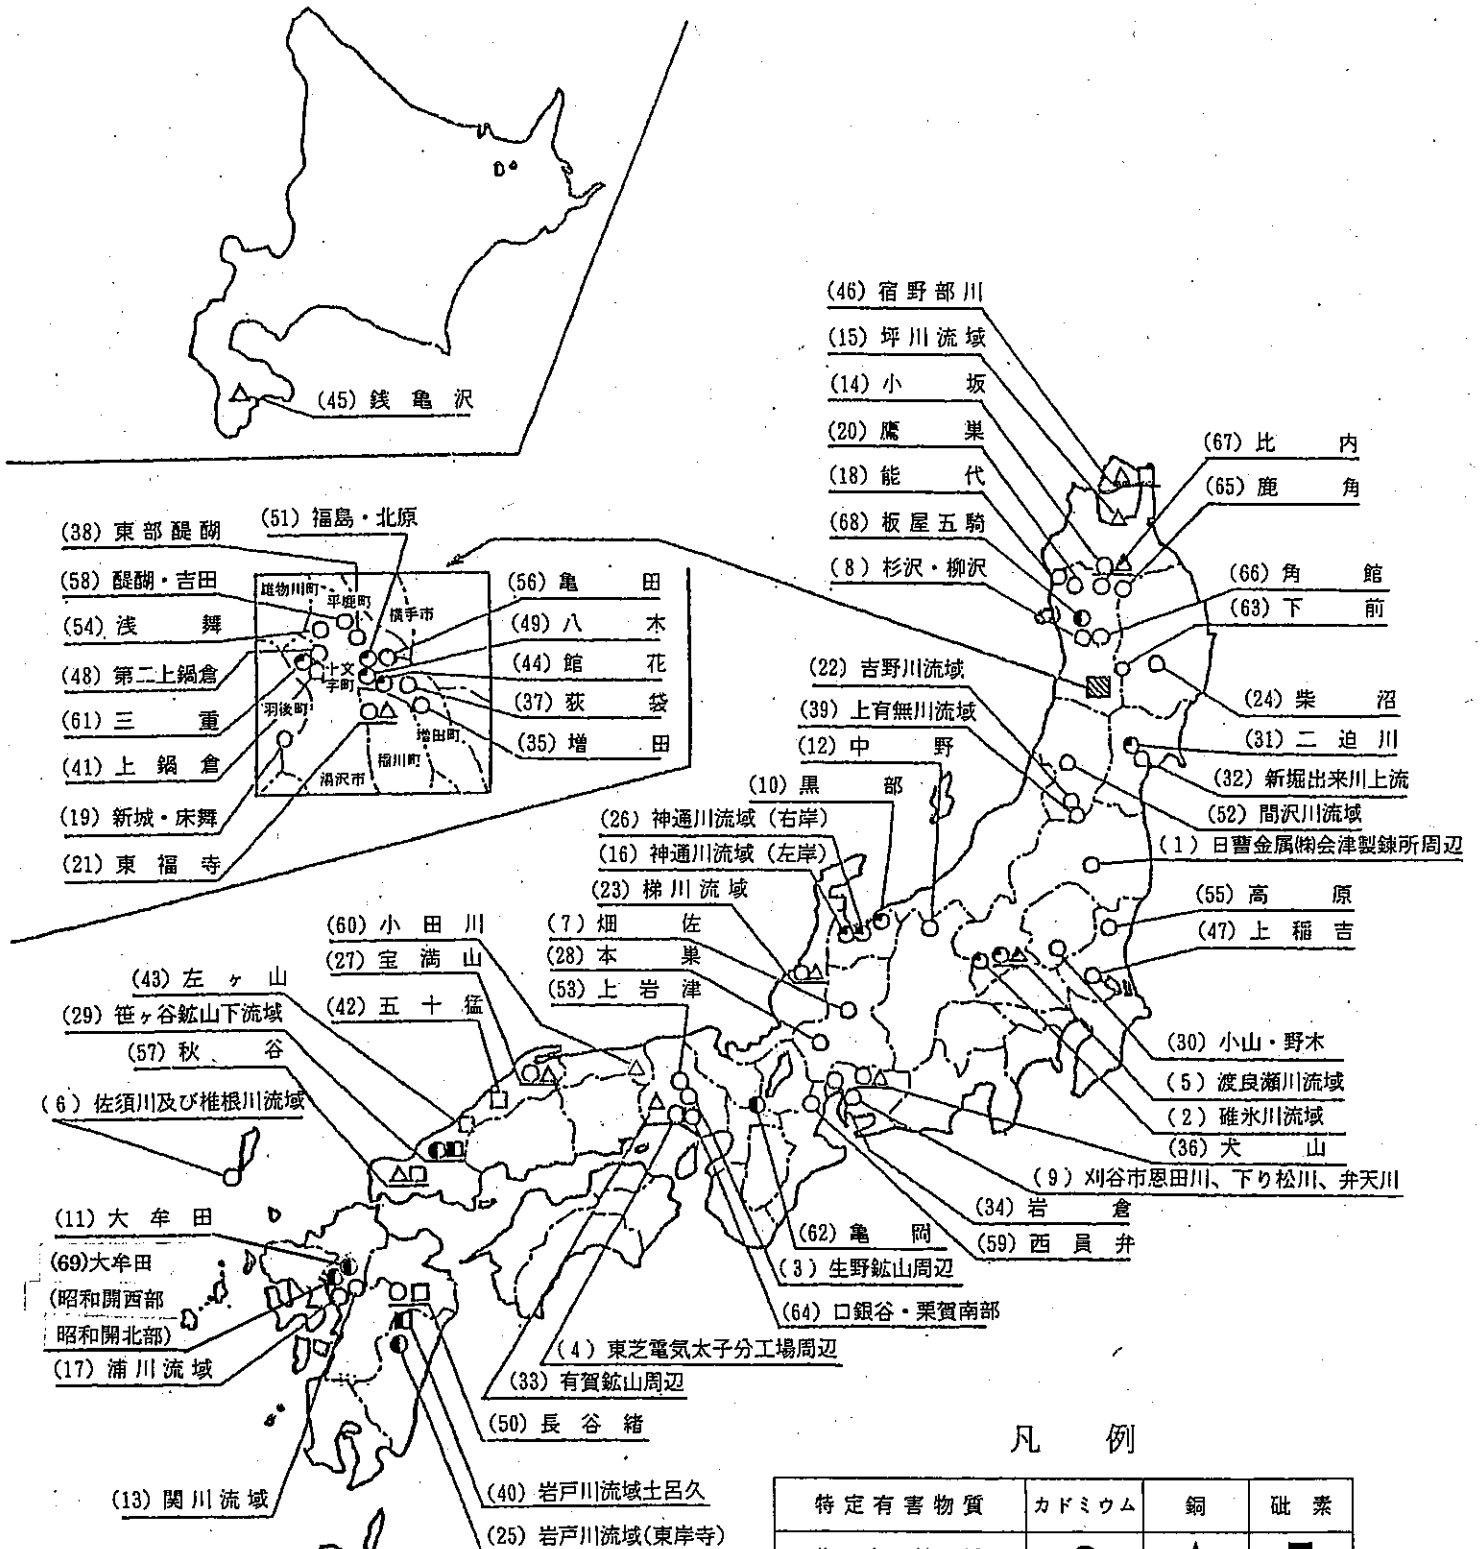 (45) 銭亀沢
(46) 宿野部川
(15) 坪川流域
(14) 小坂
(20) 鷹巣
(18) 能代
(68) 板屋五騎
(8) 杉沢・柳沢
(67) 比内
(65) 鹿角
(66) 角館
(63) 下前
(22) 吉野川流域
(39) 上有無川流域
(12) 中野
(10) 黒部
(24) 柴沼
(31) 二迫川
(32) 新堀出来川上流
(52) 間沢川流域
(1) 日曹金属㈱会津製錬所周辺
(38) 東部醍醐
(51) 福島・北原
(58) 醍醐・吉田
(54) 浅舞
(48) 第二上鍋倉
(61) 三重
(41) 上鍋倉
(19) 新城・床舞
(21) 東福寺
雄物川町
平鹿町
横手市
十文
字町
羽後町
増田町
稲川町
湯沢市
(56) 亀田
(49) 八木
(44) 館花
(37) 荻袋
(35) 増田
(26) 神通川流域 (右岸)
(16) 神通川流域 (左岸)
(23) 梯川流域
(60) 小田川
(7) 畑佐
(27) 宝満山
(28) 本巣
(43) 左ヶ山
(42) 五十猛
(53) 上岩津
(29) 笹ヶ谷鉱山下流域
(57) 秋谷
(6) 佐須川及び椎根川流域
(55) 高原
(47) 上稲吉
(30) 小山・野木
(5) 渡良瀬川流域
(2) 碓氷川流域
(36) 犬山
(9) 刈谷市恩田川、下り松川、弁天川
(34) 岩倉
(59) 西員弁
(62) 亀岡
(3) 生野鉱山周辺
(64) 口銀谷・栗賀南部
(4) 東芝電気太子分工場周辺
(33) 有賀鉱山周辺
(50) 長谷緒
(40) 岩戸川流域土呂久
(25) 岩戸川流域(東岸寺)
(11) 大牟田
(69)大牟田
(昭和開西部
昭和開北部)
(17) 浦川流域
(13) 関川流域
凡例
特定有害物質 カドミウム 銅 砒素